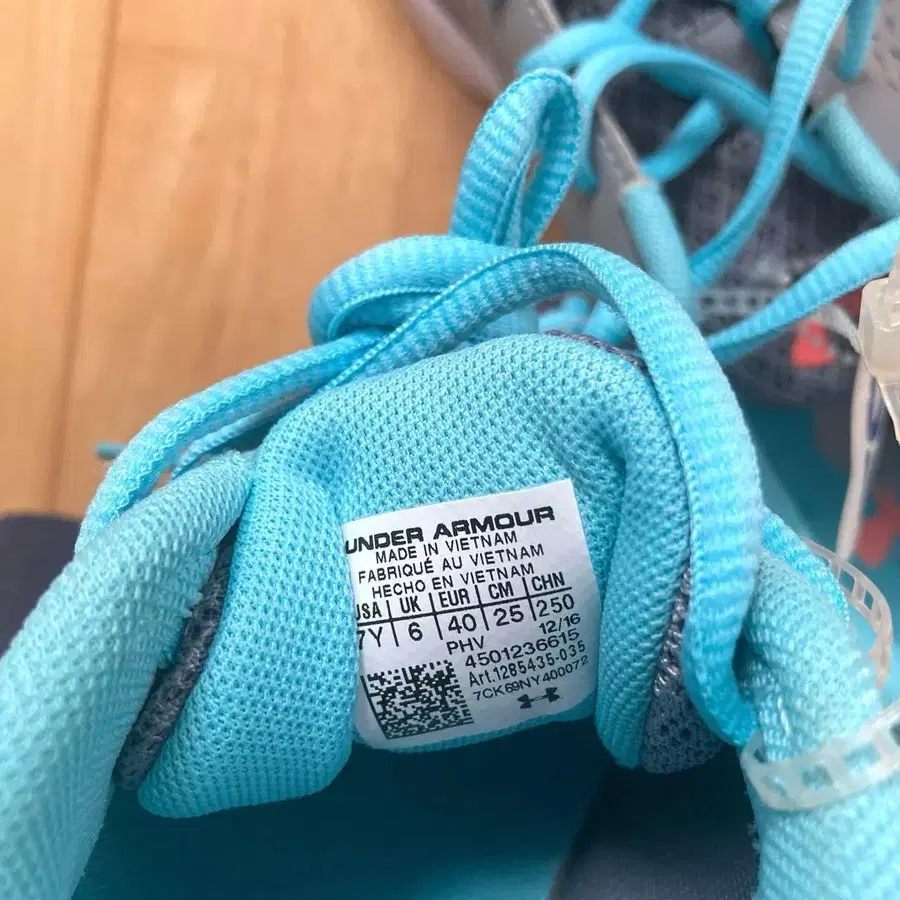 UNDER ARMOUR
MADE IN VIETNAM
FABRIQUÉ AU VIETNAM
HECHO EN VIETNAM
USA | UK | EUR | CM | CHN
7Y | 6 | 40 | 25 | 250
PHV 12/16
4501236615
Art.1285435-035
7CK69NY400072